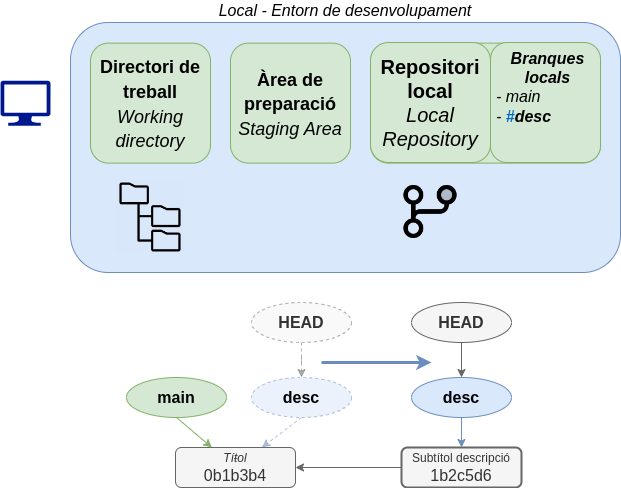 Local - Entorn de desenvolupament
Directori de
treball
Working
directory
Àrea de
preparació
Staging Area
Repositori
local
Local
Repository
Branques
locals
- main
- #desc
HEAD
HEAD
main
desc
desc
Títol
0b1b3b4
Subtítol descripció
1b2c5d6